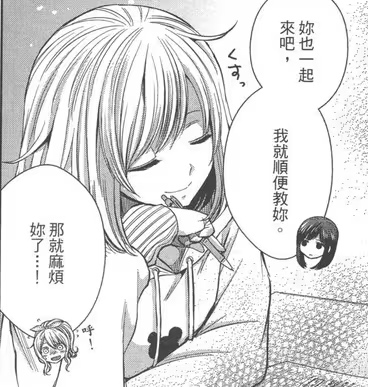 妳也一起
來吧，
我就順便教妳。
くすっ
那就麻煩
妳了…！
呼！